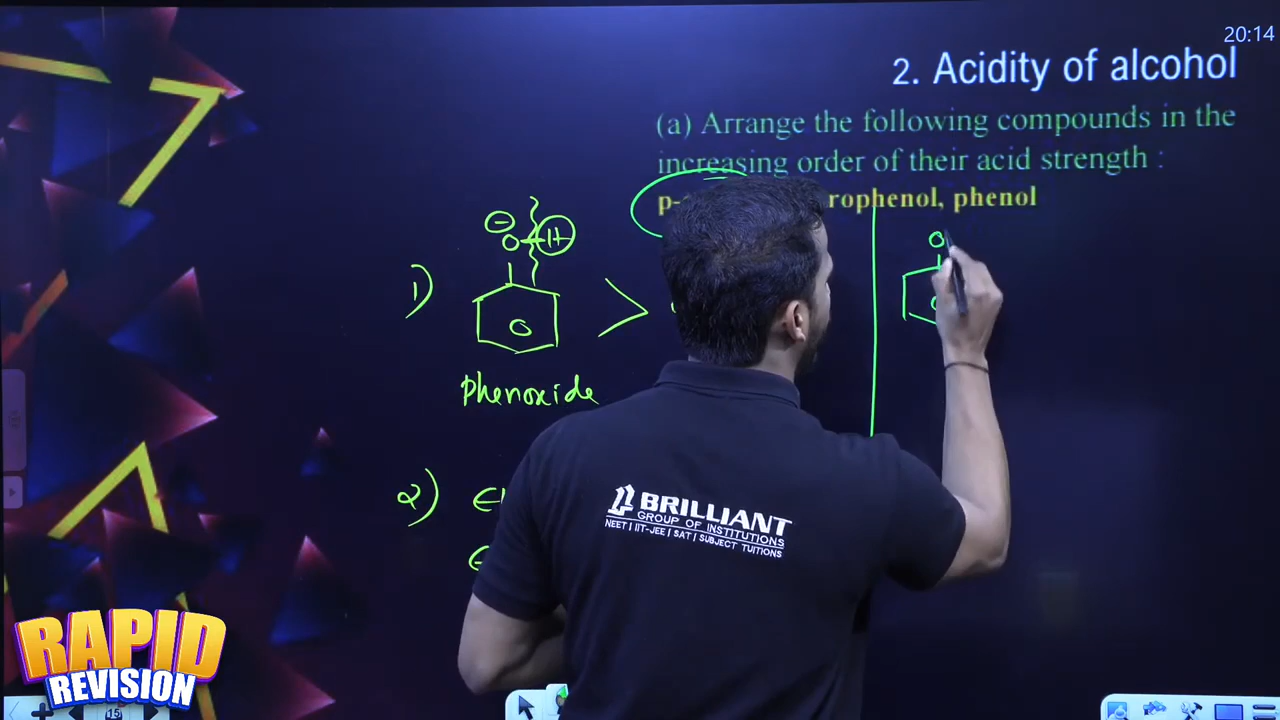 20:14
2. Acidity of alcohol
(a) Arrange the following compounds in the
increasing order of their acid strength :
p- rophenol, phenol
1)
⊖
O H
>
O
phenoxide
2)
BRILLIANT
GROUP OF INSTITUTIONS
NEET | IIT-JEE | SAT | SUBJECT TUITIONS
RAPID
REVISION
15